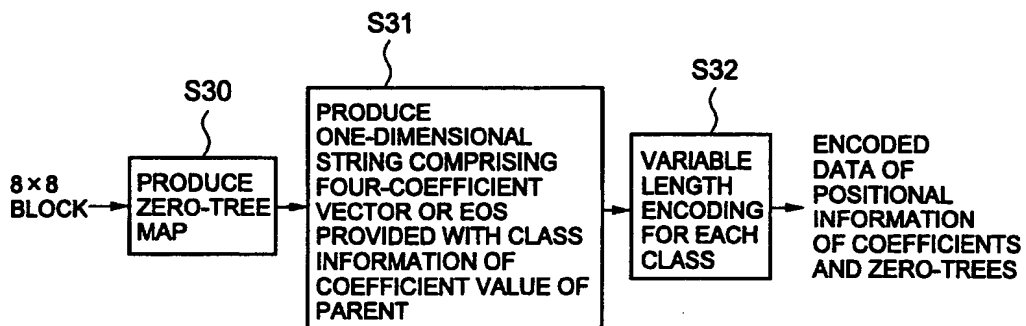 S30
S31
S32
8×8
BLOCK
PRODUCE
ZERO-TREE
MAP
PRODUCE
ONE-DIMENSIONAL
STRING COMPRISING
FOUR-COEFFICIENT
VECTOR OR EOS
PROVIDED WITH CLASS
INFORMATION OF
COEFFICIENT VALUE OF
PARENT
VARIABLE
LENGTH
ENCODING
FOR EACH
CLASS
ENCODED
DATA OF
POSITIONAL
INFORMATION
OF COEFFICIENTS
AND ZERO-TREES